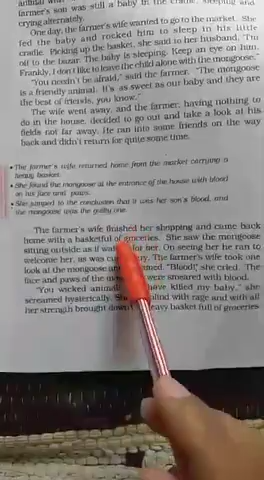 farmer's son was still a baby in the
crying alternately.
One day, the farmer's wife wanted to go to the market. She
fed the baby and rocked him to sleep in his little
cradle. Picking up the basket, she said to her husband, "I'm
off to the bazar. The baby is sleeping. Keep an eye on him.
Frankly, I don't like to leave the child alone with the mongoose."
"You needn't be afraid," said the farmer. "The mongoose
is a friendly animal. It's as sweet as our baby and they are
the best of friends, you know."
The wife went away, and the farmer, having nothing to
do in the house, decided to go out and take a look at his
fields not far away. He ran into some friends on the way
back and didn't return for quite some time.
• The farmer's wife returned home from the market carrying a
heavy basket.
• She found the mongoose at the entrance of the house with blood
on his face and paws.
• She jumped to the conclusion that it was her son's blood, and
the mongoose was the guilty one.
The farmer's wife finished her shopping and came back
home with a basketful of groceries. She saw the mongoose
sitting outside as if her. On seeing her he ran to
welcome her, as was The farmer's wife took one
look at the mongoose "Blood!" she cried. The
face and paws of the were smeared with blood.
"You wicked have killed my baby," she
screamed hysterically. blind with rage and with all
her strength brought heavy basket full of groceries